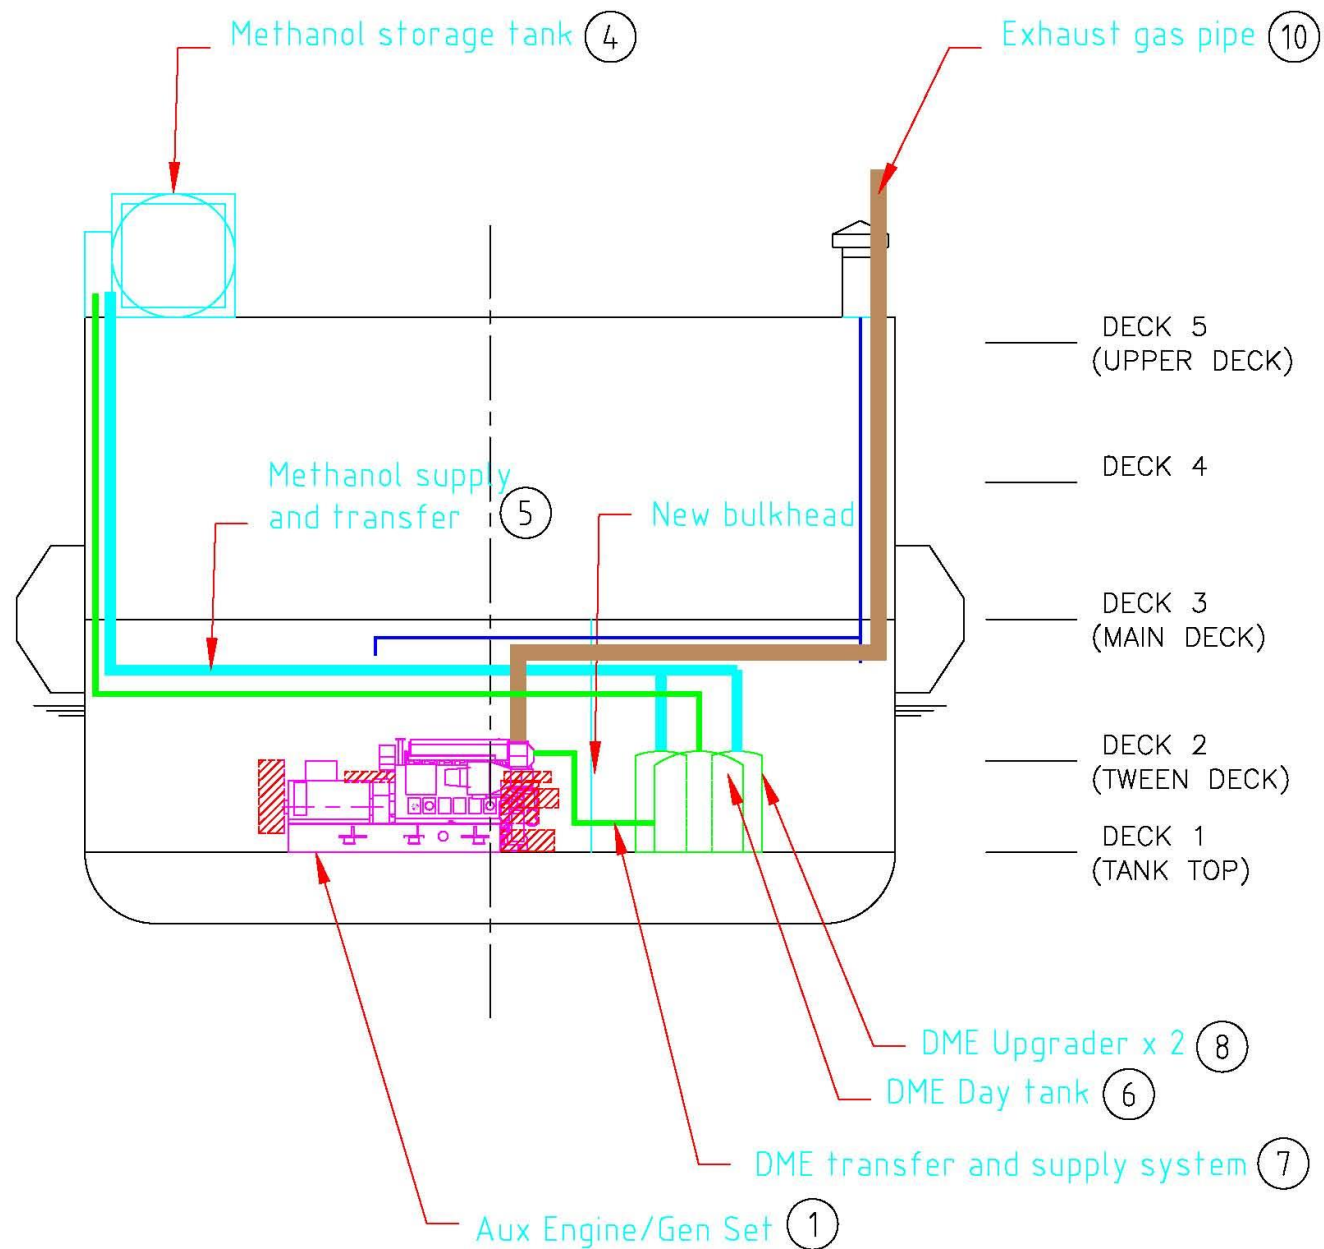 Methanol storage tank 4
Exhaust gas pipe 10
DECK 5
(UPPER DECK)
DECK 4
Methanol supply
and transfer 5
New bulkhead
DECK 3
(MAIN DECK)
DECK 2
(TWEEN DECK)
DECK 1
(TANK TOP)
DME Upgrader x 2 8
DME Day tank 6
DME transfer and supply system 7
Aux Engine/Gen Set 1